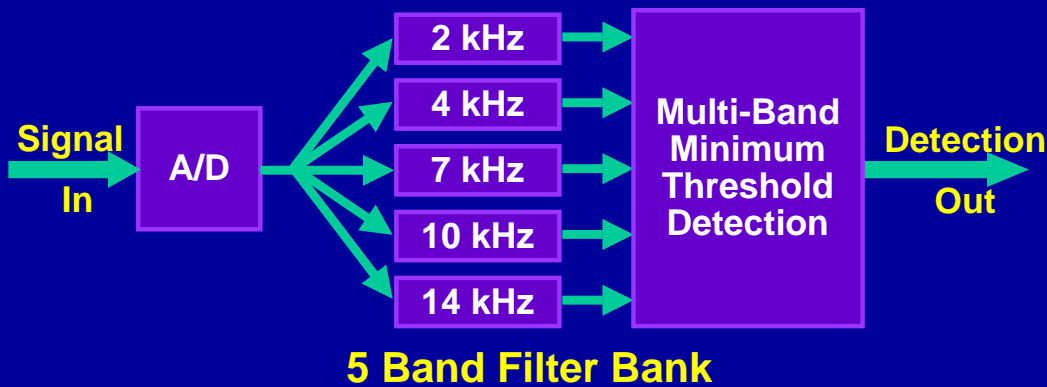 Signal
In
A/D
2 kHz
4 kHz
7 kHz
10 kHz
14 kHz
Multi-Band
Minimum
Threshold
Detection
Detection
Out
5 Band Filter Bank